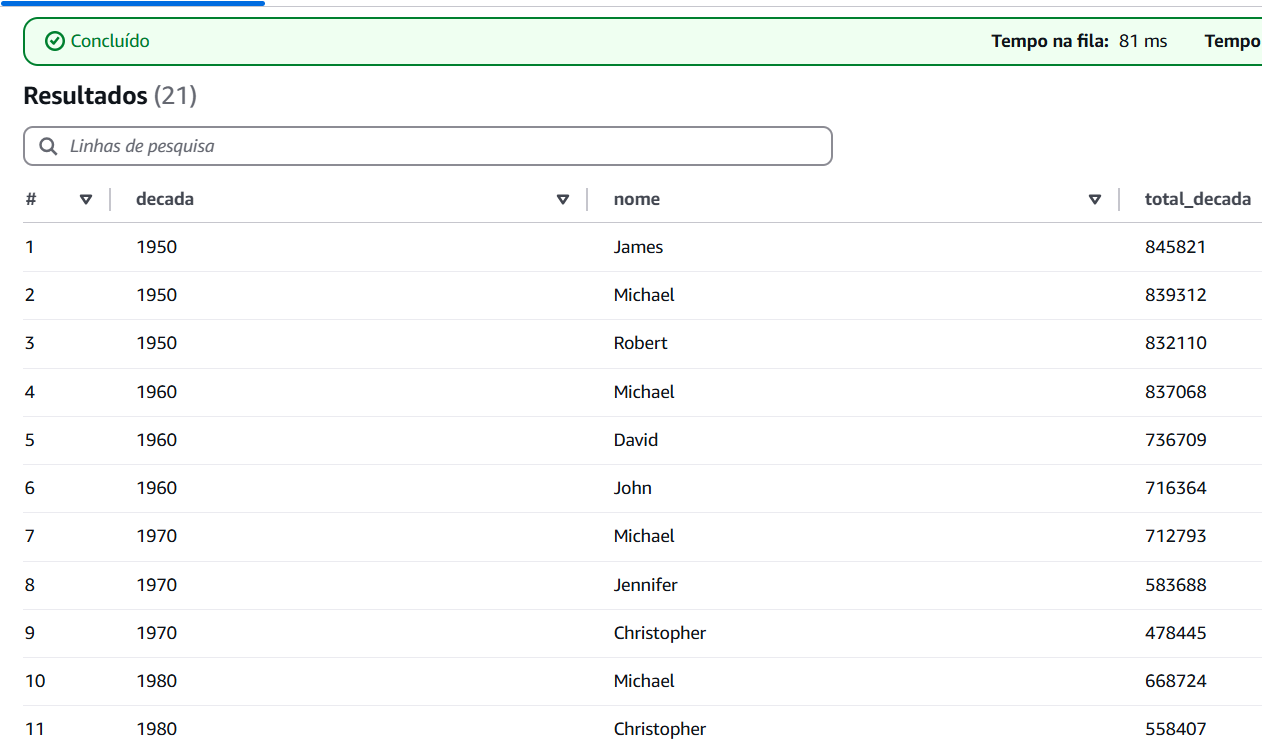 Concluído Tempo na fila: 81 ms Tempo
Resultados (21)
Linhas de pesquisa
# decada nome total_decada
1 1950 James 845821
2 1950 Michael 839312
3 1950 Robert 832110
4 1960 Michael 837068
5 1960 David 736709
6 1960 John 716364
7 1970 Michael 712793
8 1970 Jennifer 583688
9 1970 Christopher 478445
10 1980 Michael 668724
11 1980 Christopher 558407